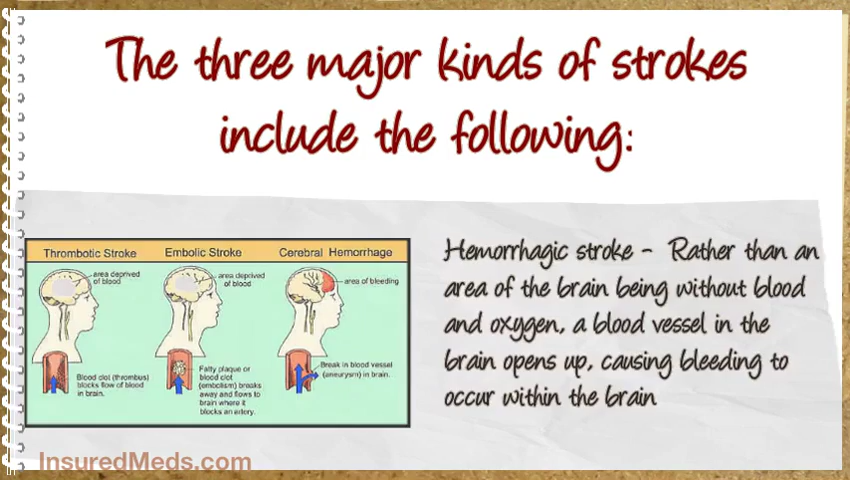 The three major kinds of strokes
include the following:
Thrombotic Stroke
Embolic Stroke
Cerebral Hemorrhage
area deprived
of blood
area deprived
of blood
area of bleeding
Blood clot (thrombus)
blocks flow of blood
in brain.
Fatty plaque or
blood clot
(embolism) breaks
away and flows to
brain where it
blocks an artery.
Break in blood vessel
(aneurysm) in brain.
Hemorrhagic stroke - Rather than an
area of the brain being without blood
and oxygen, a blood vessel in the
brain opens up, causing bleeding to
occur within the brain
InsuredMeds.com